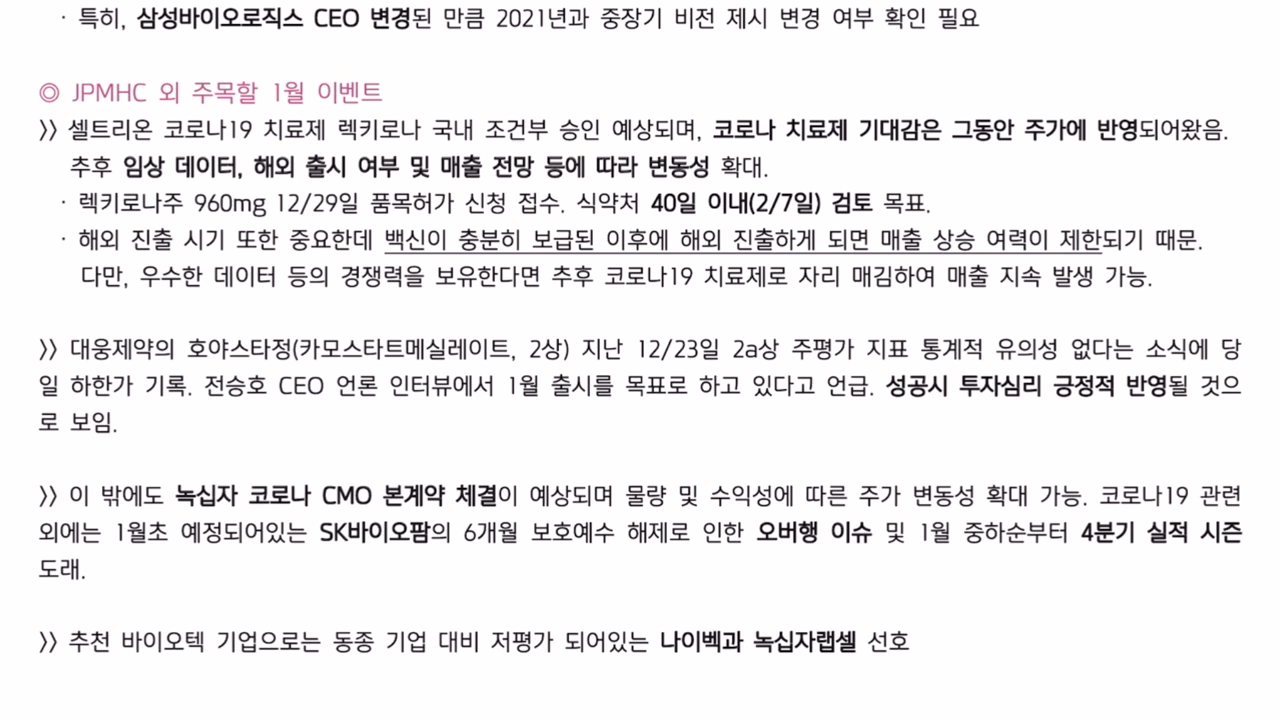 · 특히, 삼성바이오로직스 CEO 변경된 만큼 2021년과 중장기 비전 제시 변경 여부 확인 필요
◎ JPMHC 외 주목할 1월 이벤트
〉〉 셀트리온 코로나19 치료제 렉키로나 국내 조건부 승인 예상되며, 코로나 치료제 기대감은 그동안 주가에 반영되어왔음.
추후 임상 데이터, 해외 출시 여부 및 매출 전망 등에 따라 변동성 확대.
· 렉키로나주 960mg 12/29일 품목허가 신청 접수. 식약처 40일 이내(2/7일) 검토 목표.
· 해외 진출 시기 또한 중요한데 백신이 충분히 보급된 이후에 해외 진출하게 되면 매출 상승 여력이 제한되기 때문.
다만, 우수한 데이터 등의 경쟁력을 보유한다면 추후 코로나19 치료제로 자리 매김하여 매출 지속 발생 가능.
〉〉 대웅제약의 호야스타정(카모스타트메실레이트, 2상) 지난 12/23일 2a상 주평가 지표 통계적 유의성 없다는 소식에 당
일 하한가 기록. 전승호 CEO 언론 인터뷰에서 1월 출시를 목표로 하고 있다고 언급. 성공시 투자심리 긍정적 반영될 것으
로 보임.
〉〉 이 밖에도 녹십자 코로나 CMO 본계약 체결이 예상되며 물량 및 수익성에 따른 주가 변동성 확대 가능. 코로나19 관련
외에는 1월초 예정되어있는 SK바이오팜의 6개월 보호예수 해제로 인한 오버행 이슈 및 1월 중하순부터 4분기 실적 시즌
도래.
〉〉 추천 바이오텍 기업으로는 동종 기업 대비 저평가 되어있는 나이벡과 녹십자랩셀 선호